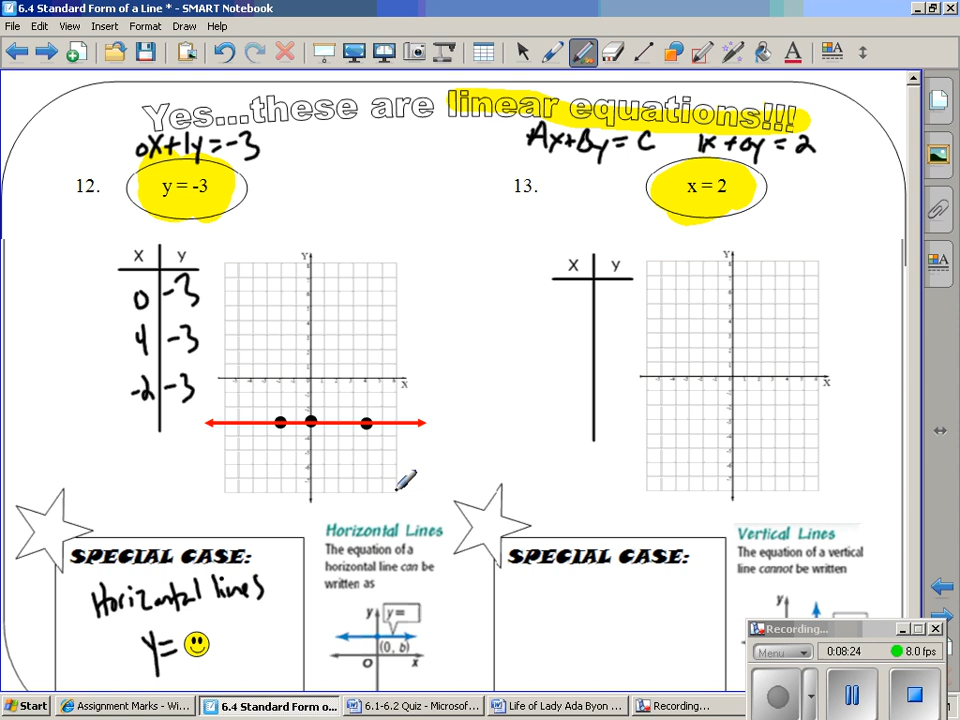 6.4 Standard Form of a Line * - SMART Notebook
File Edit View Insert Format Draw Help
Yes...these are linear equations!!!
0x+1y=-3
Ax+By=C 1x+0y=2
12. y = -3
13. x = 2
X Y
0 -3
4 -3
-2 -3
X Y
Y
X
Y
X
SPECIAL CASE:
Horizontal lines
y=
Horizontal Lines
The equation of a
horizontal line can be
written as
y
y=
(0, b)
O x
SPECIAL CASE:
Vertical Lines
The equation of a vertical
line cannot be written
y
Recording...
Menu 0:08:24 8.0 fps
Start Assignment Marks - Wi... 6.4 Standard Form o... 6.1-6.2 Quiz - Microsof... Life of Lady Ada Byon ... Recording...
M